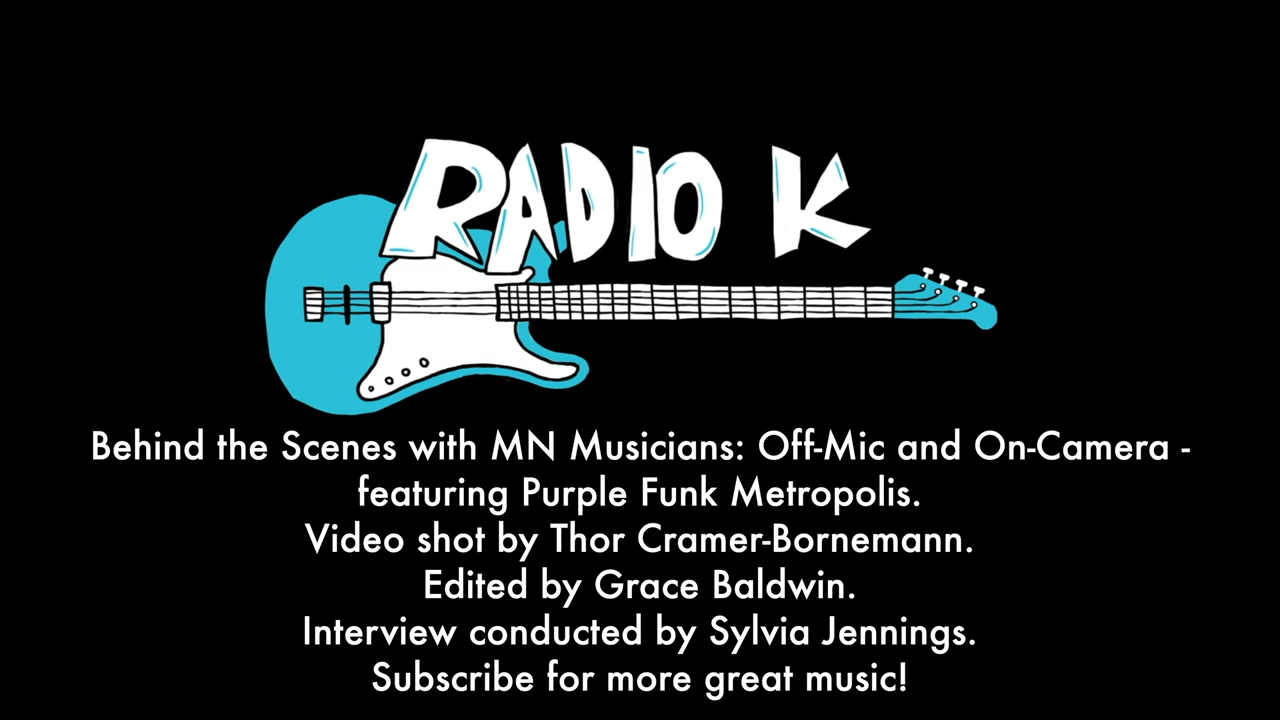 RADIO K
Behind the Scenes with MN Musicians: Off-Mic and On-Camera -
featuring Purple Funk Metropolis.
Video shot by Thor Cramer-Bornemann.
Edited by Grace Baldwin.
Interview conducted by Sylvia Jennings.
Subscribe for more great music!